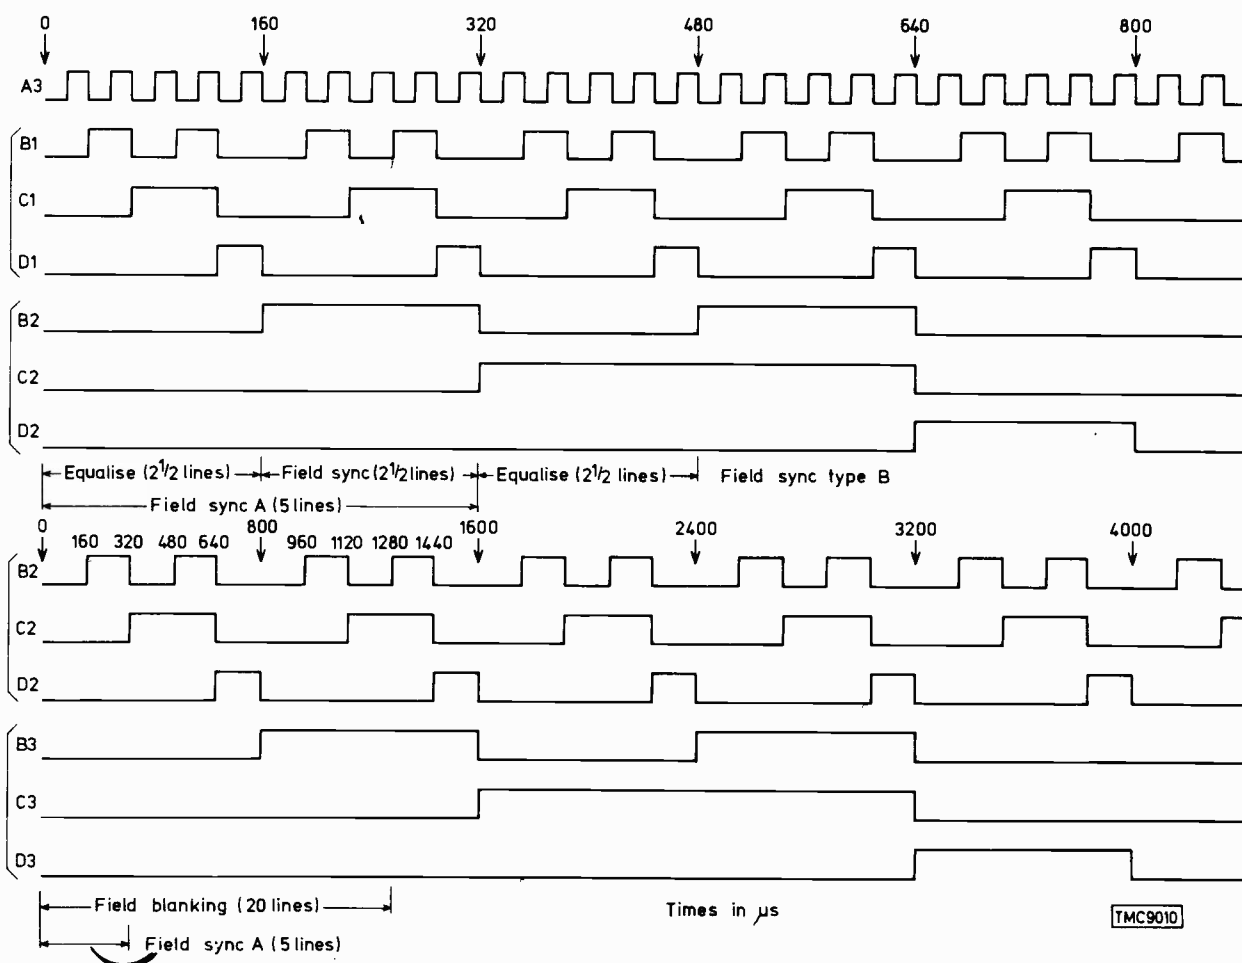 0 160 320 480 640 800
A3
B1
C1
D1
B2
C2
D2
Equalise (2½ lines) Field sync (2½ lines) Equalise (2½ lines) Field sync type B
Field sync A (5 lines)
0 800 1600 2400 3200 4000
160 320 480 640 960 1120 1280 1440
B2
C2
D2
B3
C3
D3
Field blanking (20 lines) Times in µs
TMC9010
Field sync A (5 lines)